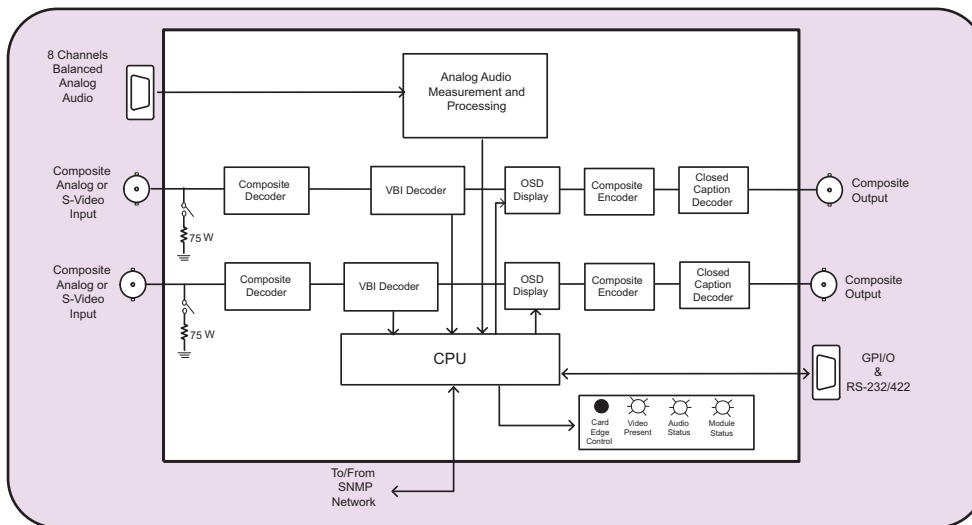 8 Channels
Balanced
Analog
Audio
Analog Audio
Measurement and
Processing
Composite
Analog or
S-Video
Input
75 W
Composite
Decoder
VBI Decoder
OSD
Display
Composite
Encoder
Closed
Caption
Decoder
Composite
Output
Composite
Analog or
S-Video
Input
75 W
Composite
Decoder
VBI Decoder
OSD
Display
Composite
Encoder
Closed
Caption
Decoder
Composite
Output
CPU
GPI/O
&
RS-232/422
Card
Edge
Control
Video
Present
Audio
Status
Module
Status
To/From
SNMP
Network